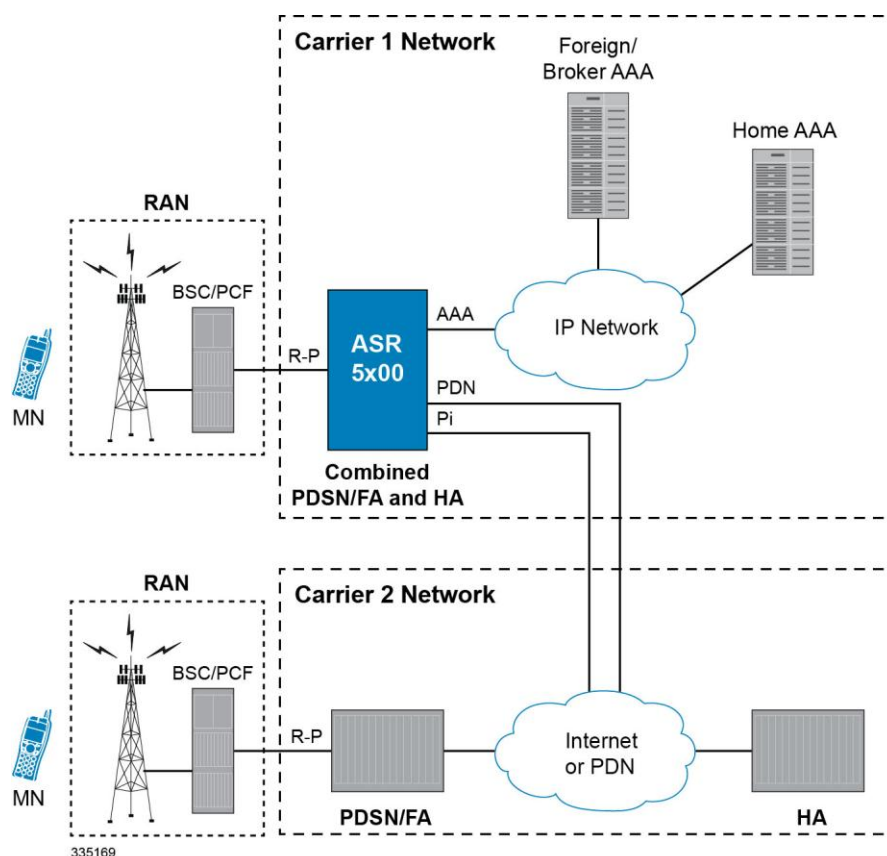 Carrier 1 Network
Foreign/
Broker AAA
Home AAA
RAN
BSC/PCF
MN
R-P
ASR
5x00
AAA
PDN
Pi
IP Network
Combined
PDSN/FA and HA
RAN
Carrier 2 Network
BSC/PCF
MN
R-P
PDSN/FA
Internet
or PDN
HA
335169